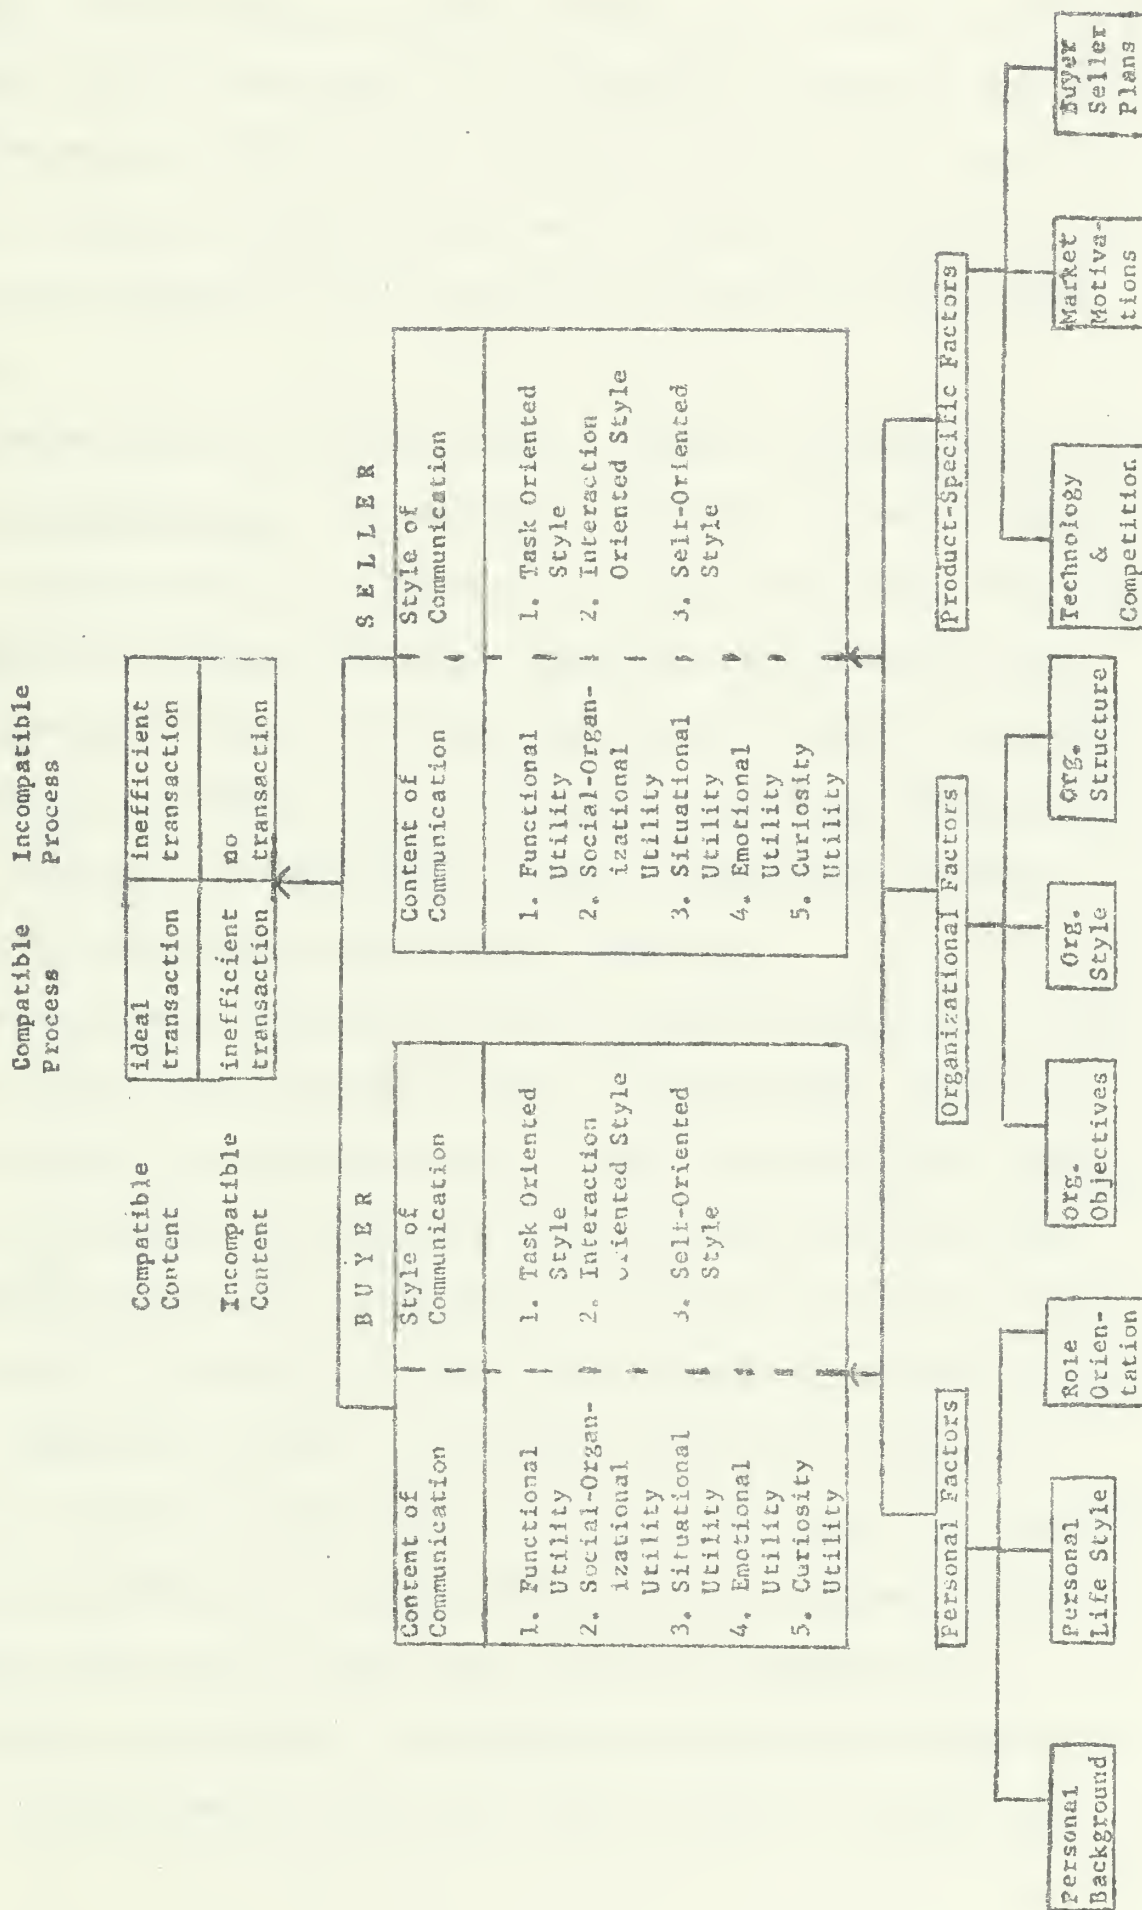 Compatible Incompatible
Process Process
Compatible
Content
ideal
transaction
inefficient
transaction
Incompatible
Content
inefficient
transaction
no
transaction
B U Y E R
Content of
Communication
Style of
Communication
1. Functional
Utility
2. Social-Organ-
izational
Utility
3. Situational
Utility
4. Emotional
Utility
5. Curiosity
Utility
1. Task Oriented
Style
2. Interaction
Oriented Style
3. Self-Oriented
Style
S E L L E R
Content of
Communication
Style of
Communication
1. Functional
Utility
2. Social-Organ-
izational
Utility
3. Situational
Utility
4. Emotional
Utility
5. Curiosity
Utility
1. Task Oriented
Style
2. Interaction
Oriented Style
3. Self-Oriented
Style
Personal Factors
Organizational Factors
Product-Specific Factors
Personal
Background
Personal
Life Style
Role
Orien-
tation
Org.
Objectives
Org.
Style
Org.
Structure
Technology
&
Competition
Market
Motiva-
tions
Buyer
Seller
Plans